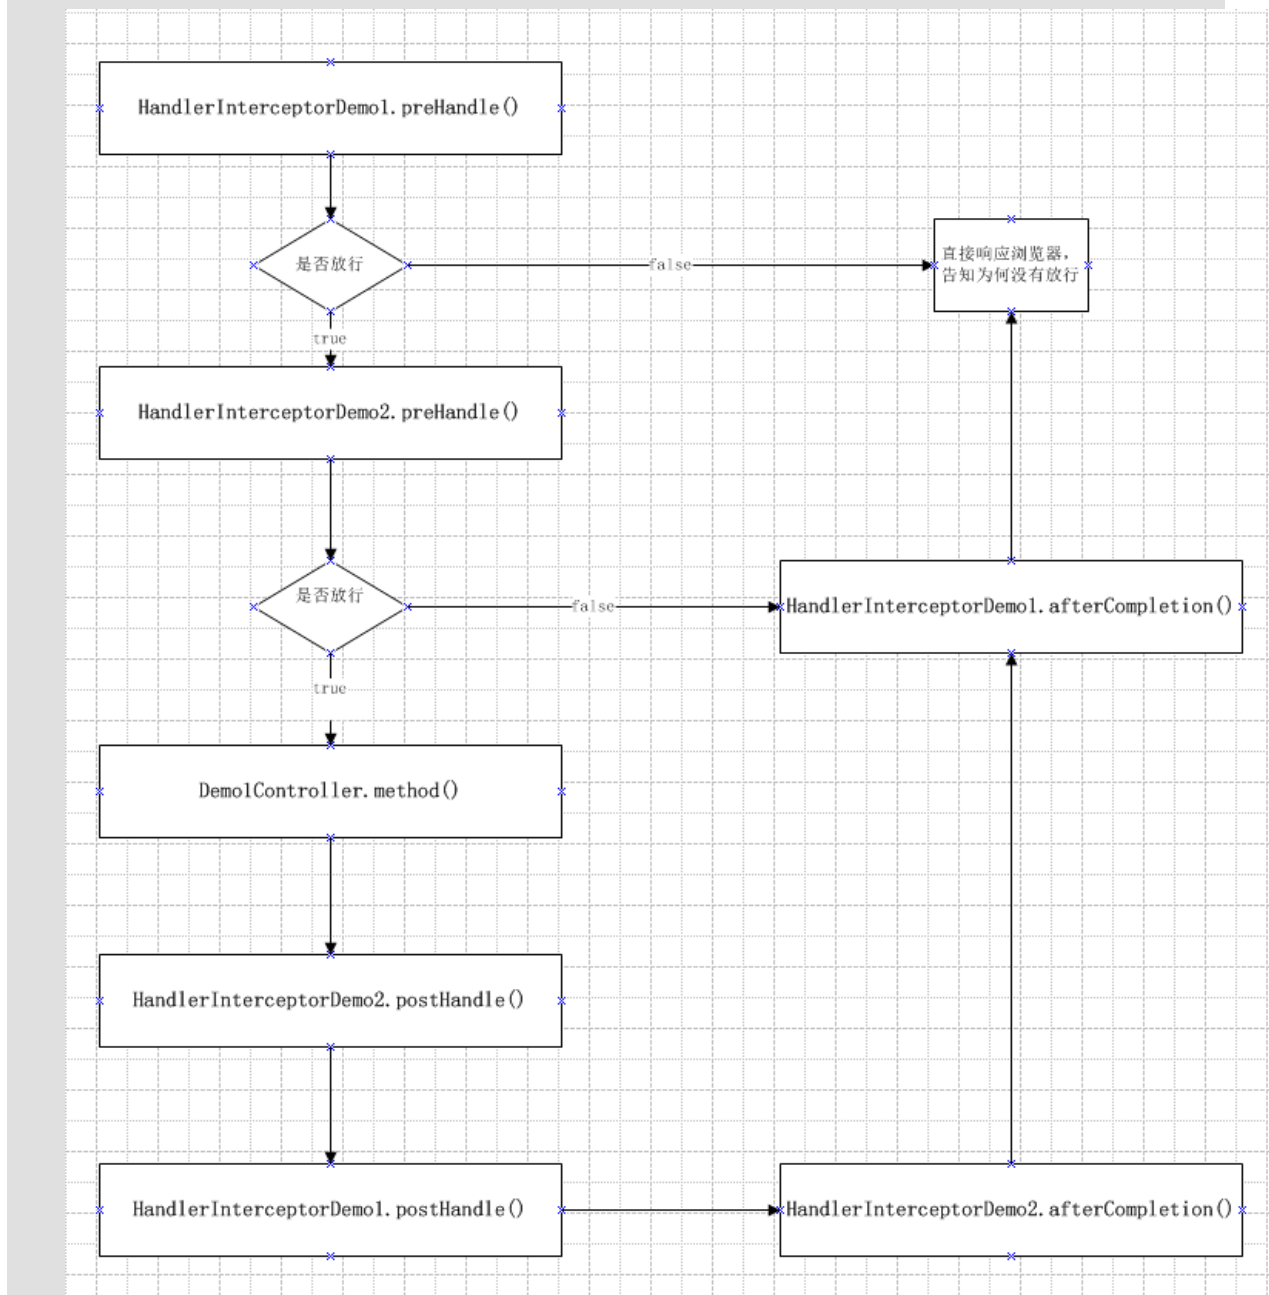 HandlerInterceptorDemo1.preHandle()
是否放行
false
直接响应浏览器，
告知为何没有放行
true
HandlerInterceptorDemo2.preHandle()
是否放行
false
HandlerInterceptorDemo1.afterCompletion()
true
Demo1Controller.method()
HandlerInterceptorDemo2.postHandle()
HandlerInterceptorDemo1.postHandle()
HandlerInterceptorDemo2.afterCompletion()